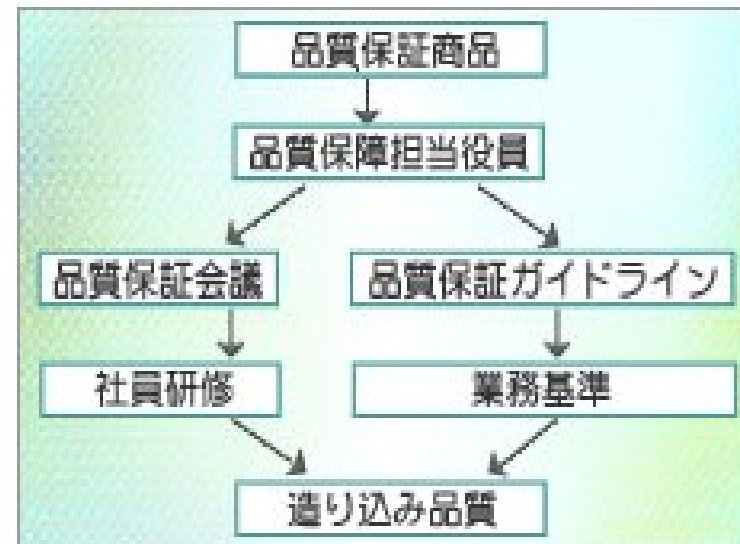 品質保証商品
品質保障担当役員
品質保証会議
品質保証ガイドライン
社員研修
業務基準
造り込み品質